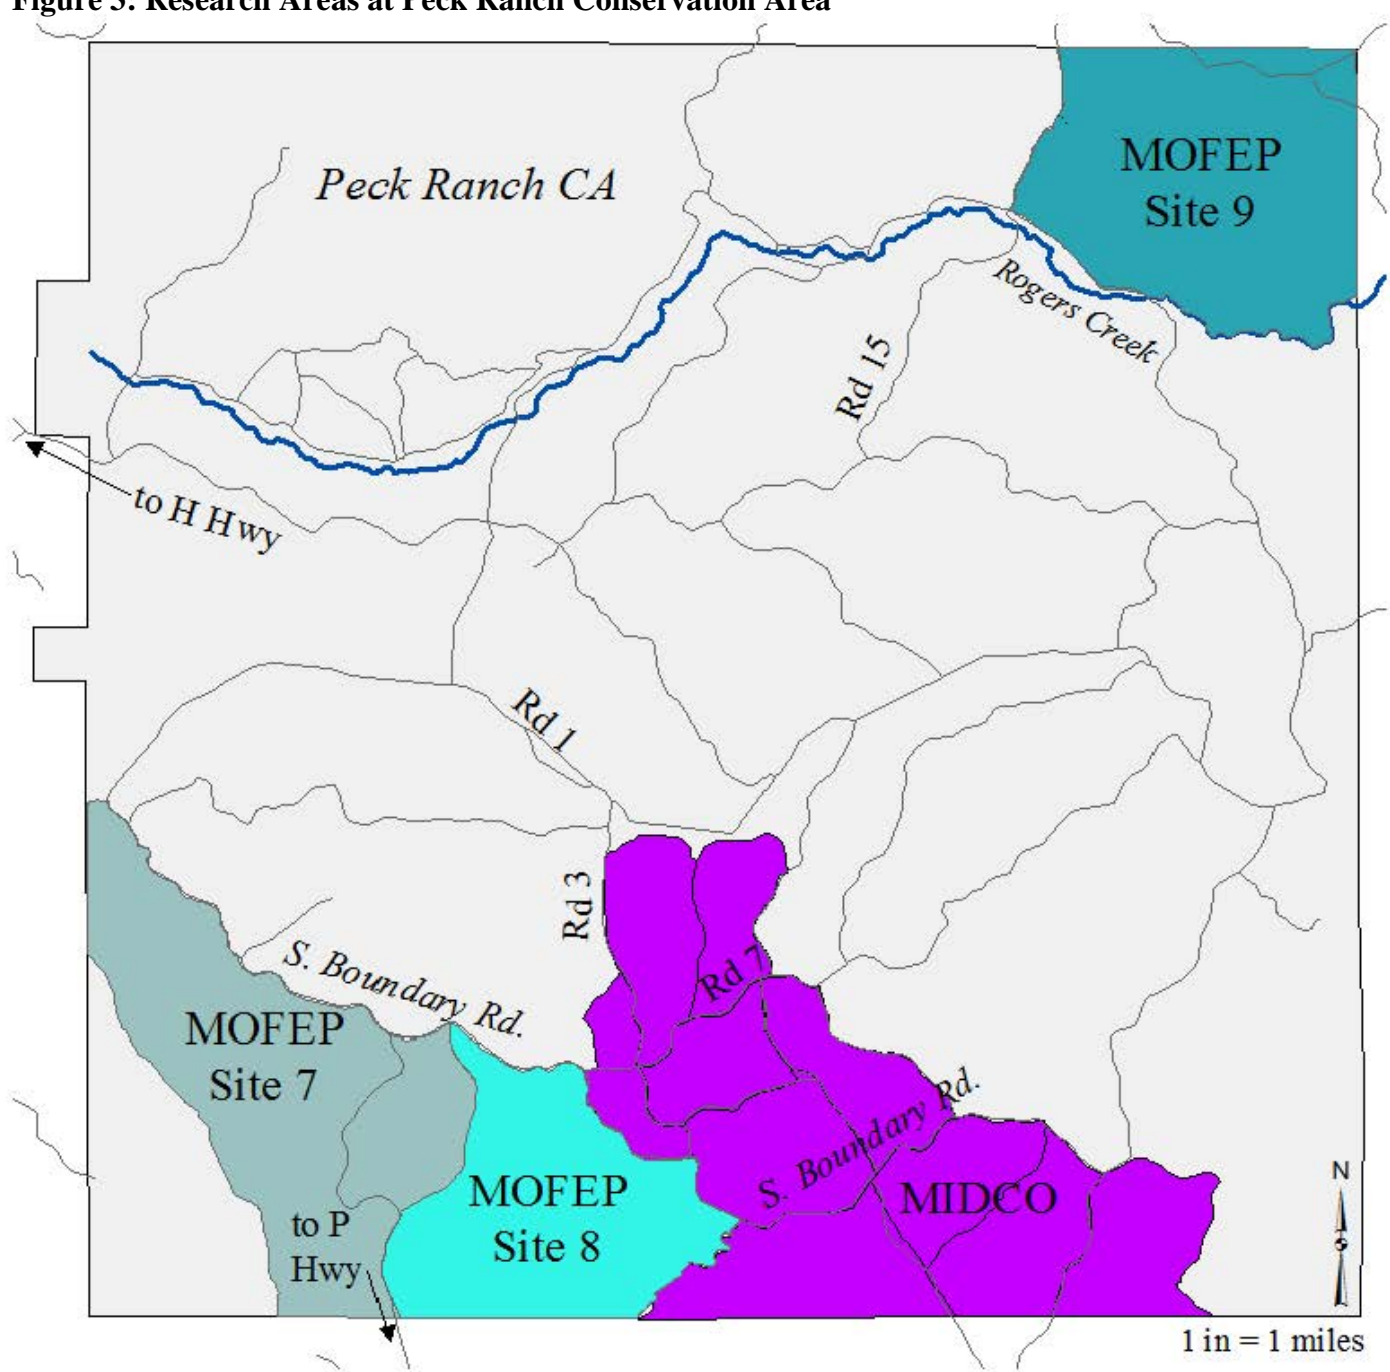 Figure 3: Research Areas at Peck Ranch Conservation Area
MOFEP
Site 9
Peck Ranch CA
Rogers Creek
Rd 15
to H Hwy
Rd 1
Rd 3
Rd 7
S. Boundary Rd.
MOFEP
Site 7
S. Boundary Rd.
MOFEP
Site 8
MIDCO
to P
Hwy
N
1 in = 1 miles